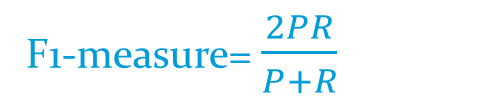 F1-measure= 2PR / P+R